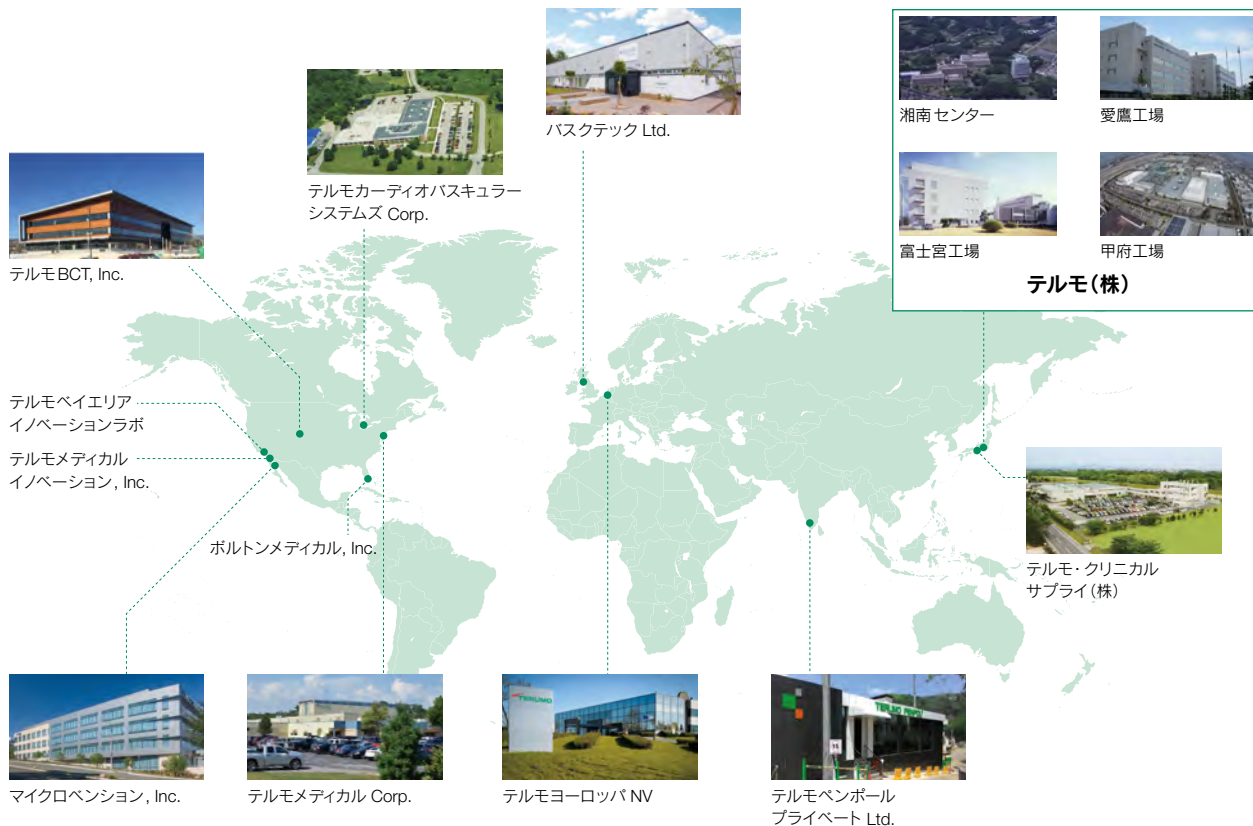 湘南センター
愛鷹工場
富士宮工場
甲府工場
テルモ(株)
バスクテック Ltd.
テルモカーディオバスキュラー
システムズ Corp.
テルモBCT, Inc.
テルモベイエリア
イノベーションラボ
テルモメディカル
イノベーション, Inc.
ボルトンメディカル, Inc.
テルモ・クリニカル
サプライ(株)
TERUMO
TERUMO PENPOL
マイクロベンション, Inc.
テルモメディカル Corp.
テルモヨーロッパ NV
テルモペンポール
プライベート Ltd.